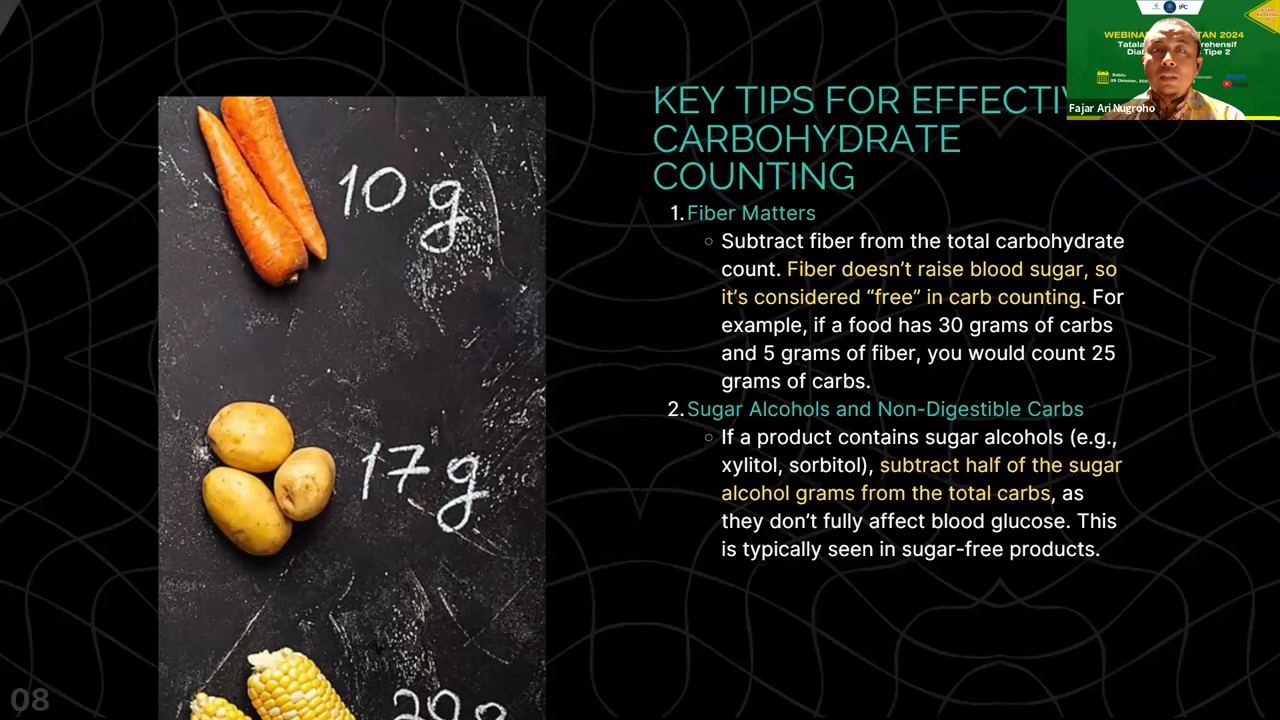 KEY TIPS FOR
CARBOHYDRATE
COUNTING
1. Fiber Matters
○ Subtract fiber from the total carbohydrate
count. Fiber doesn’t raise blood sugar, so
it’s considered “free” in carb counting. For
example, if a food has 30 grams of carbs
and 5 grams of fiber, you would count 25
grams of carbs.
2. Sugar Alcohols and Non-Digestible Carbs
○ If a product contains sugar alcohols (e.g.,
xylitol, sorbitol), subtract half of the sugar
alcohol grams from the total carbs, as
they don’t fully affect blood glucose. This
is typically seen in sugar-free products.
10 g
17 g
08
2024
Tipe 2
Sabtu
Fajar Ari Nugroho